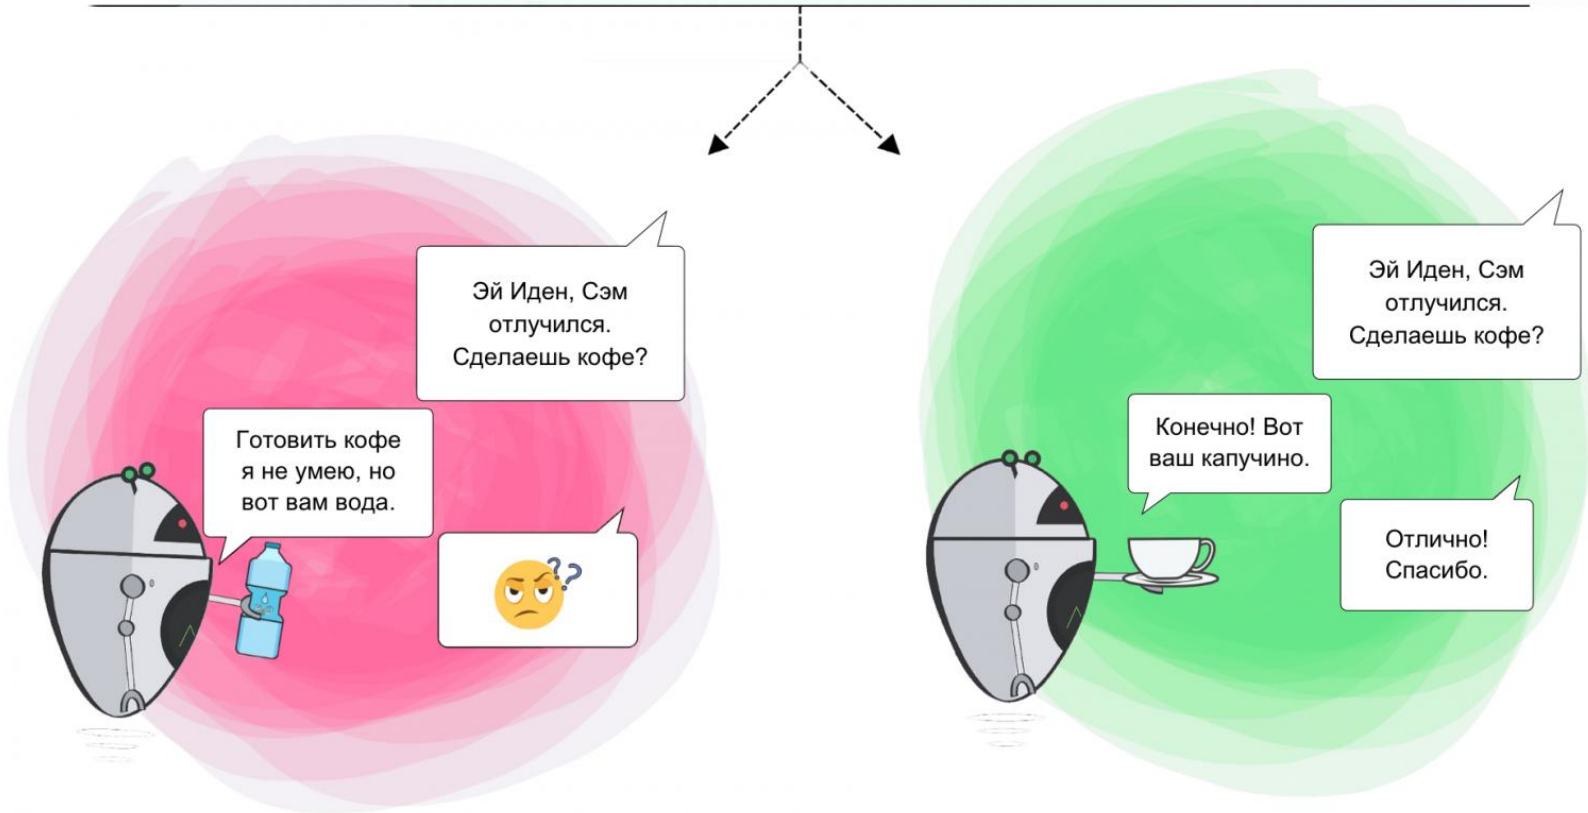 Эй Иден, Сэм
отлучился.
Сделаешь кофе?
Готовить кофе
я не умею, но
вот вам вода.
??
Эй Иден, Сэм
отлучился.
Сделаешь кофе?
Конечно! Вот
ваш капучино.
Отлично!
Спасибо.